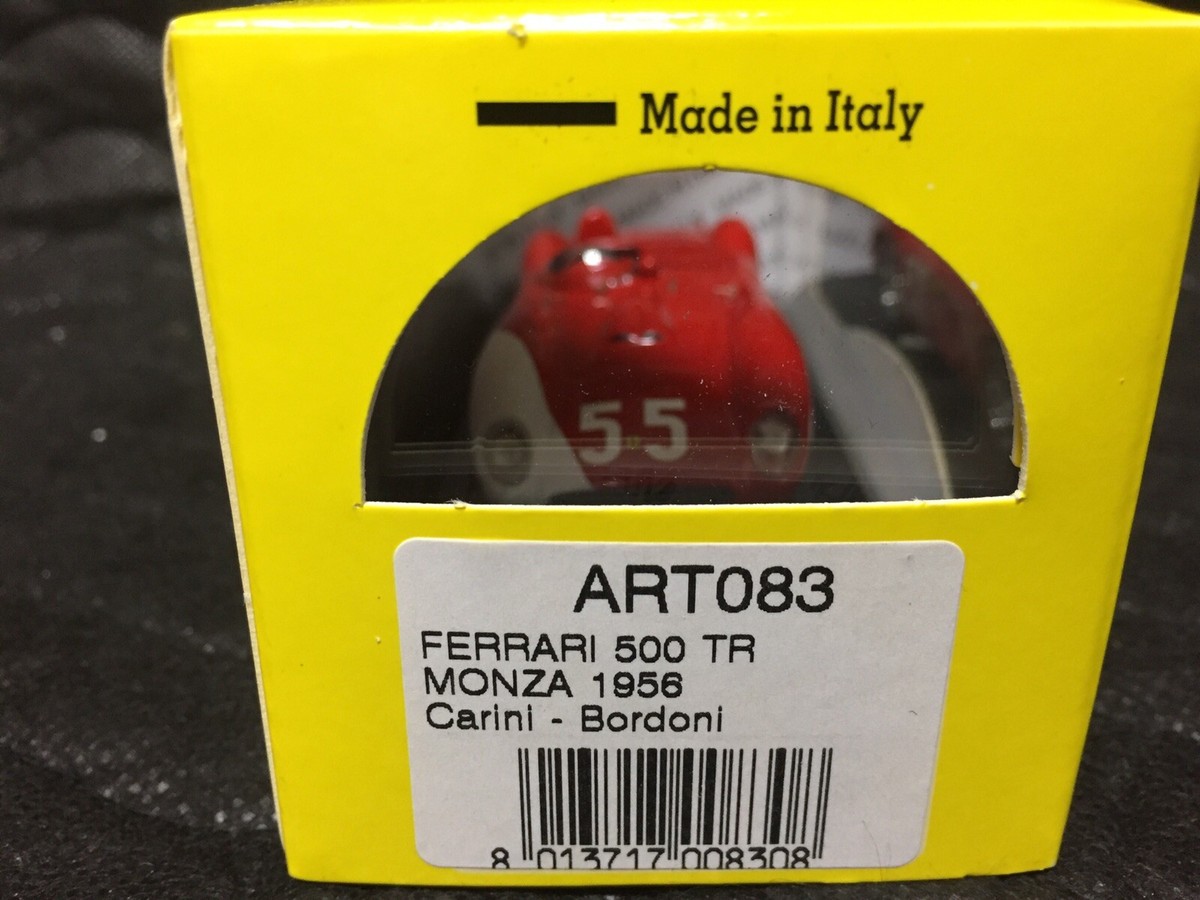 Made in Italy
55
ART083
FERRARI 500 TR
MONZA 1956
Carini - Bordoni
8 013717 008308